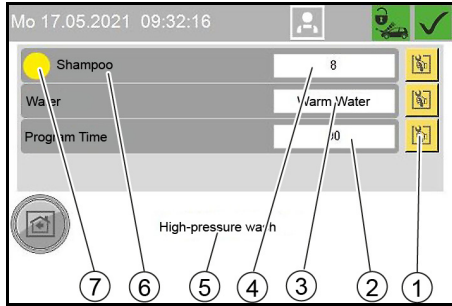 Mo 17.05.2021 09:32:16
Shampoo 8
Water Warm Water
Program Time
High-pressure wash
7 6 5 4 3 2 1